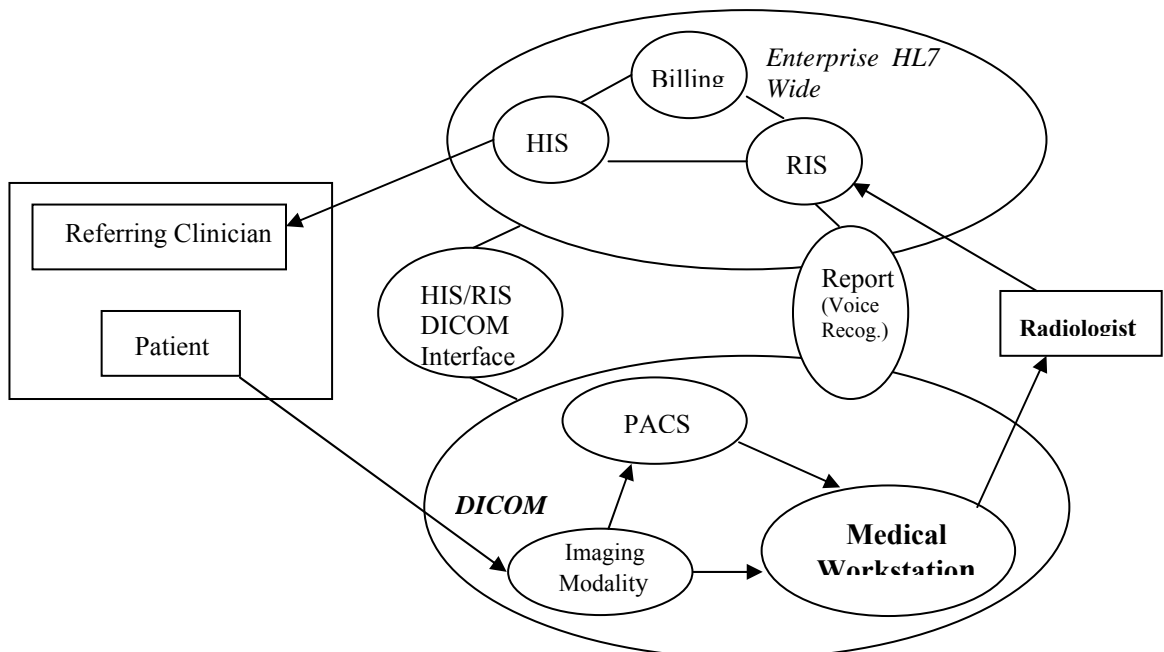 Billing
Enterprise HL7
Wide
HIS
RIS
Referring Clinician
Patient
HIS/RIS
DICOM
Interface
Report
(Voice
Recog.)
Radiologist
PACS
DICOM
Imaging
Modality
Medical
Workstation